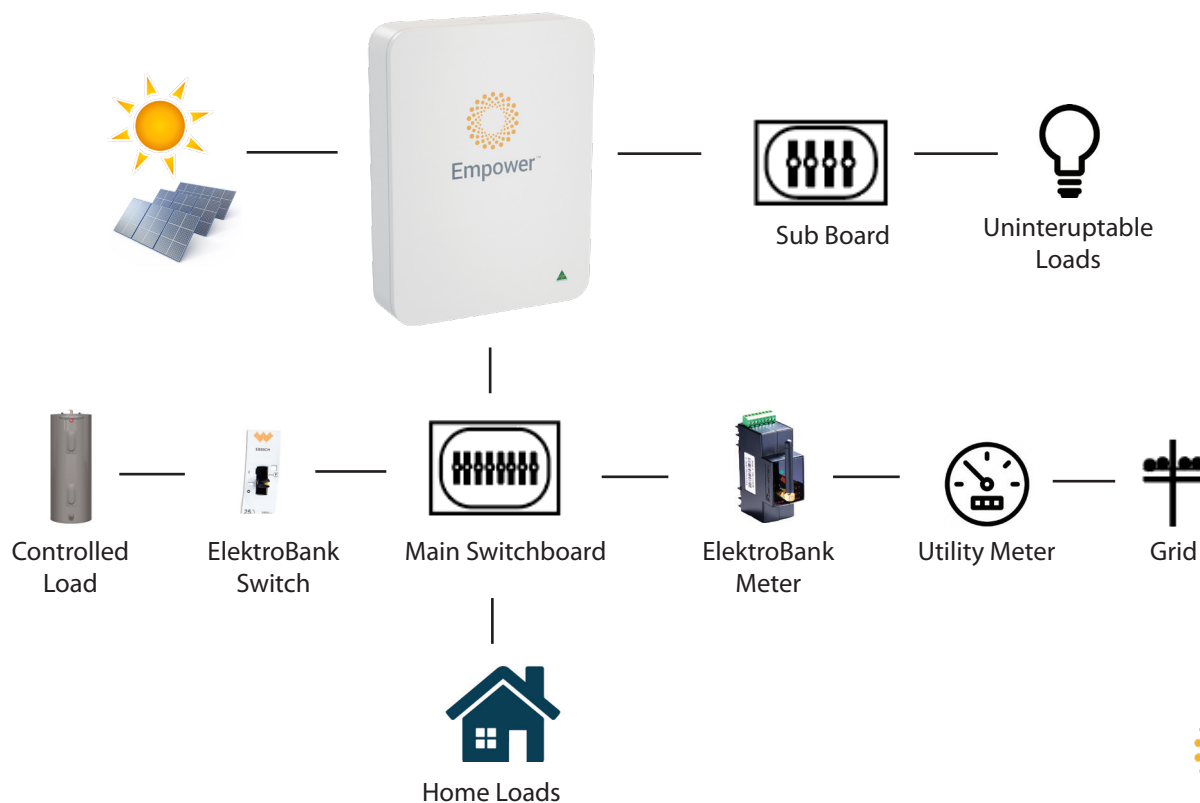 Empower™
Sub Board
Uninteruptable
Loads
Controlled
Load
ElektroBank
Switch
Main Switchboard
ElektroBank
Meter
Utility Meter
Grid
Home Loads